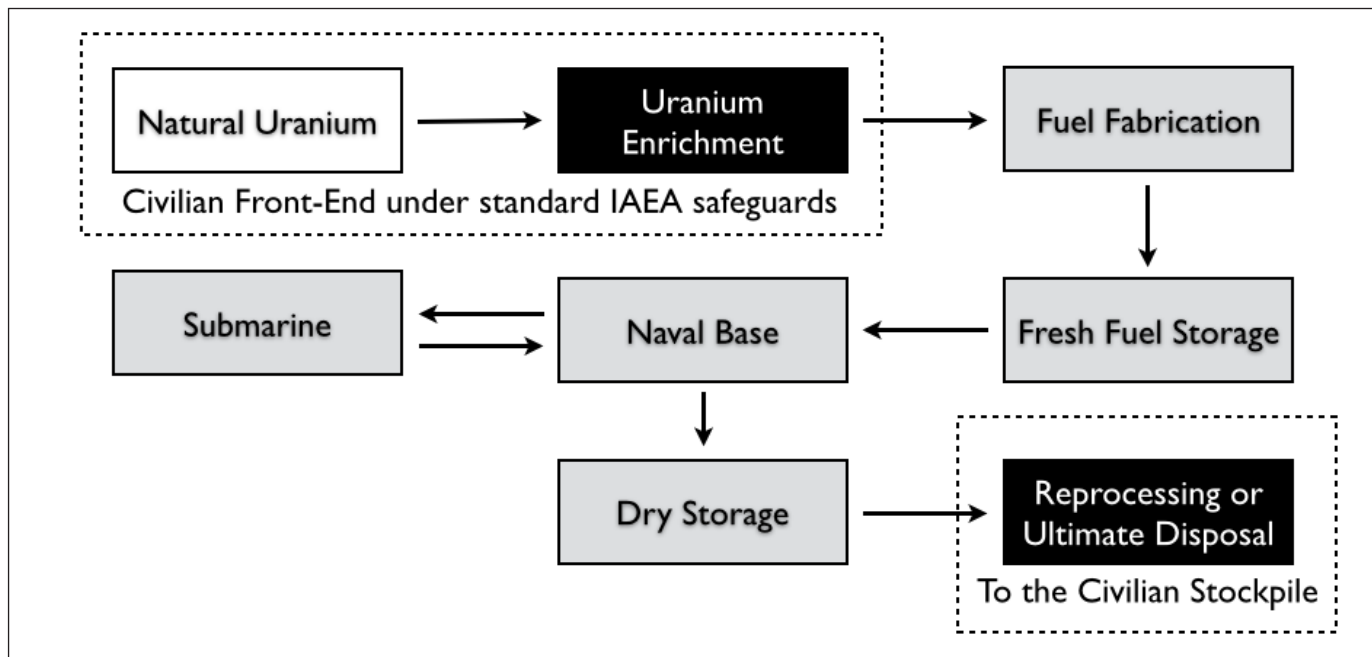 Natural Uranium
Uranium
Enrichment
Fuel Fabrication
Civilian Front-End under standard IAEA safeguards
Submarine
Naval Base
Fresh Fuel Storage
Dry Storage
Reprocessing or
Ultimate Disposal
To the Civilian Stockpile